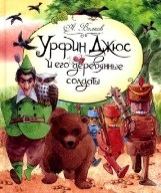 А. Волков
Урфин Джюс
и его деревянные
солдаты